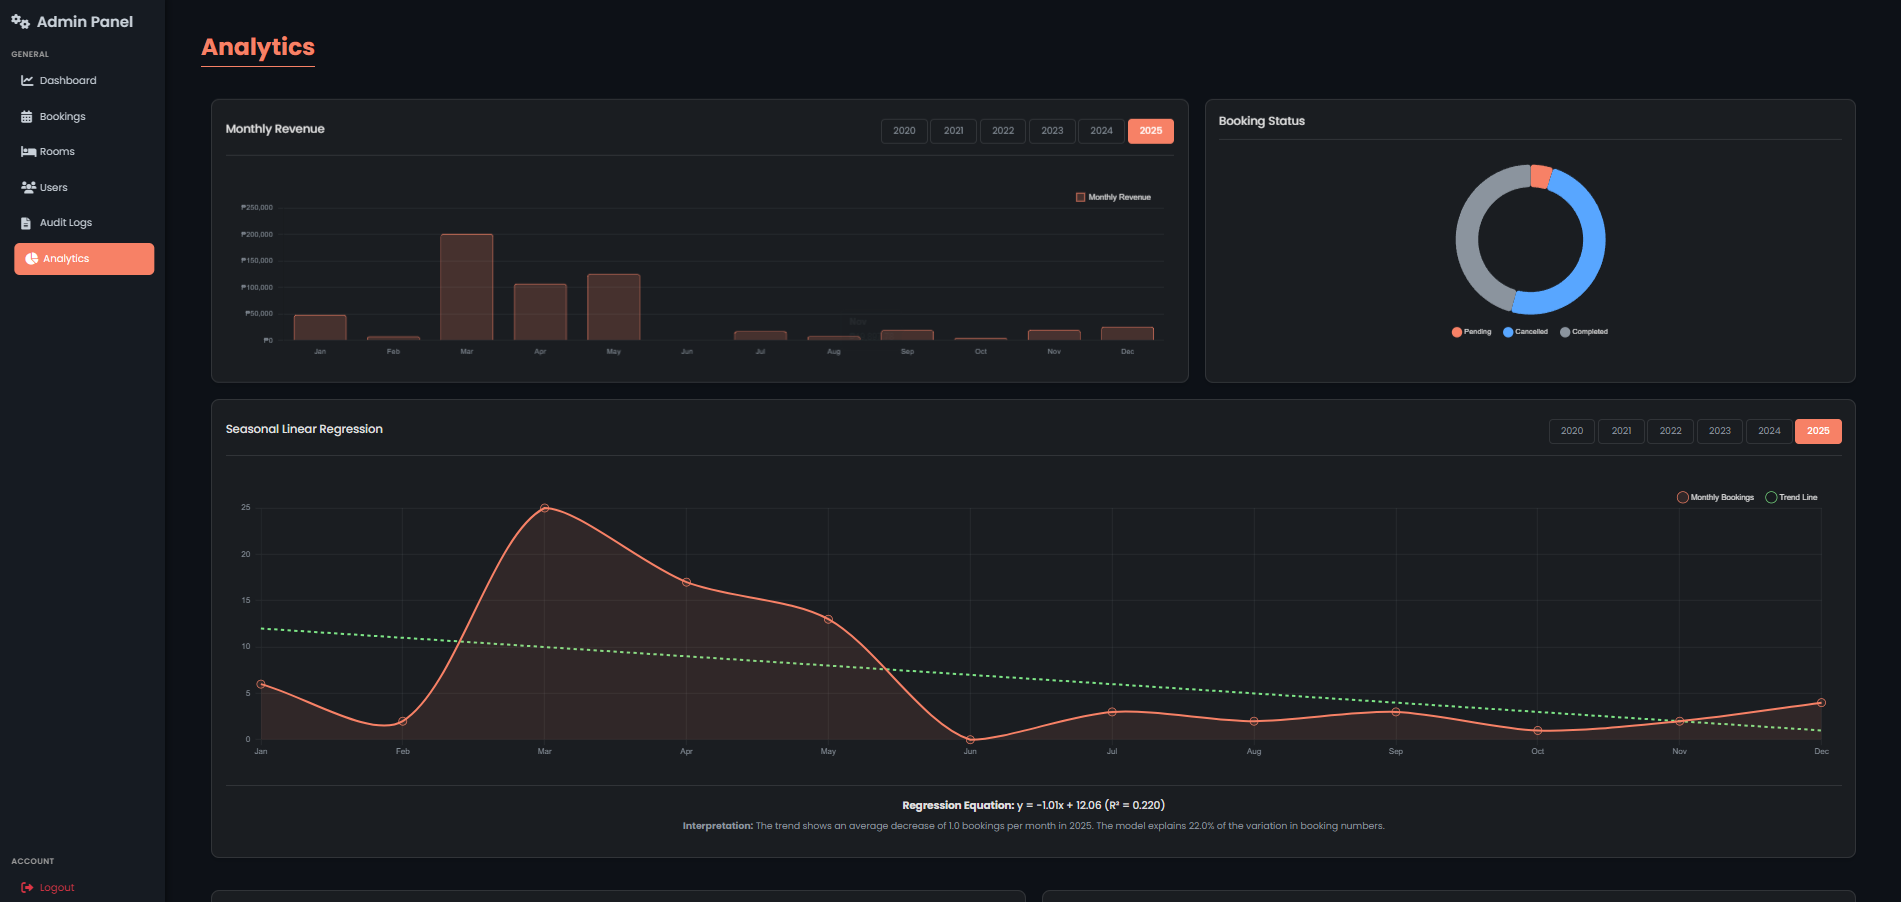 Admin Panel
GENERAL
Dashboard
Bookings
Rooms
Users
Audit Logs
Analytics
ACCOUNT
Logout
Analytics
Monthly Revenue
2020 2021 2022 2023 2024 2025
Monthly Revenue
₱250,000
₱200,000
₱150,000
₱100,000
₱50,000
₱0
Jan Feb Mar Apr May Jun Jul Aug Sep Oct Nov Dec
Booking Status
Pending Cancelled Completed
Seasonal Linear Regression
2020 2021 2022 2023 2024 2025
Monthly Bookings Trend Line
25
20
15
10
5
0
Jan Feb Mar Apr May Jun Jul Aug Sep Oct Nov Dec
Regression Equation: y = -1.01x + 12.06 (R² = 0.220)
Interpretation: The trend shows an average decrease of 1.0 bookings per month in 2025. The model explains 22.0% of the variation in booking numbers.